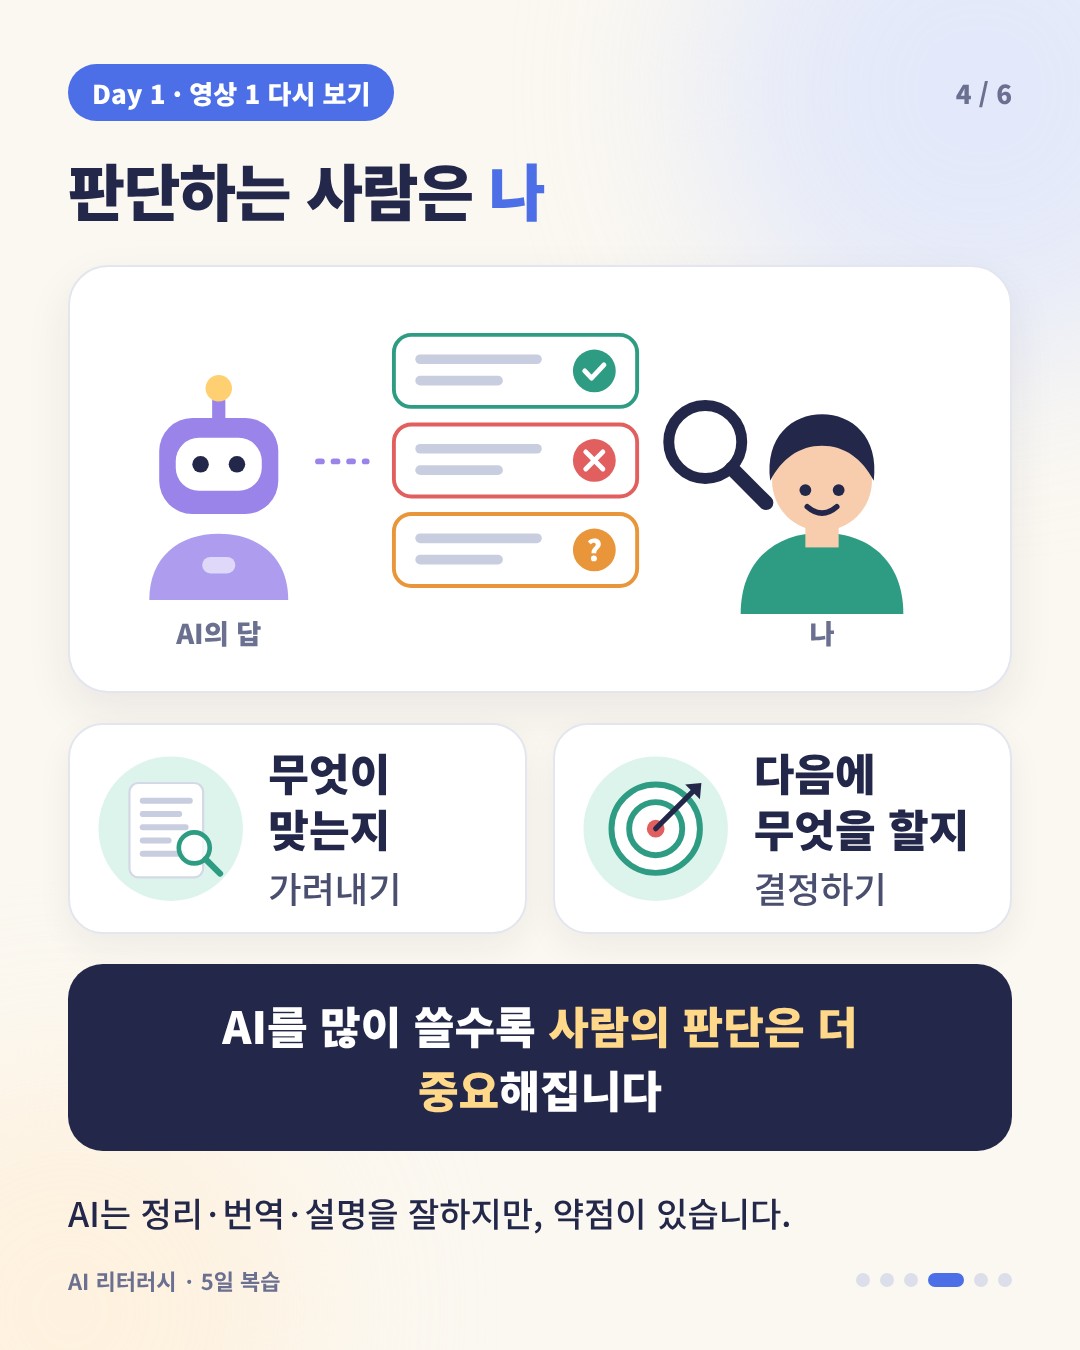 Day 1 · 영상 1 다시 보기
4 / 6
판단하는 사람은 나
?
AI의 답
나
무엇이
맞는지
가려내기
다음에
무엇을 할지
결정하기
AI를 많이 쓸수록 사람의 판단은 더
중요해집니다
AI는 정리·번역·설명을 잘하지만, 약점이 있습니다.
AI 리터러시 · 5일 복습